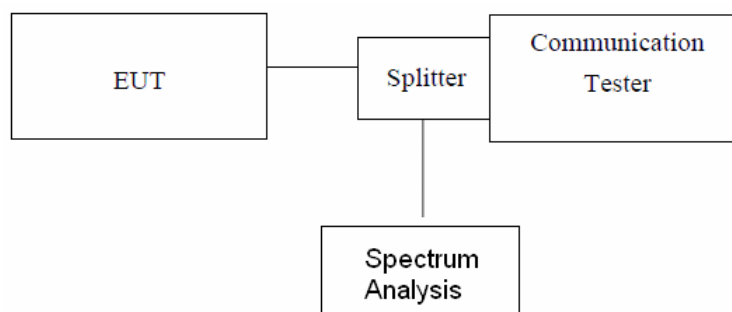 EUT
Splitter
Communication
Tester
Spectrum
Analysis